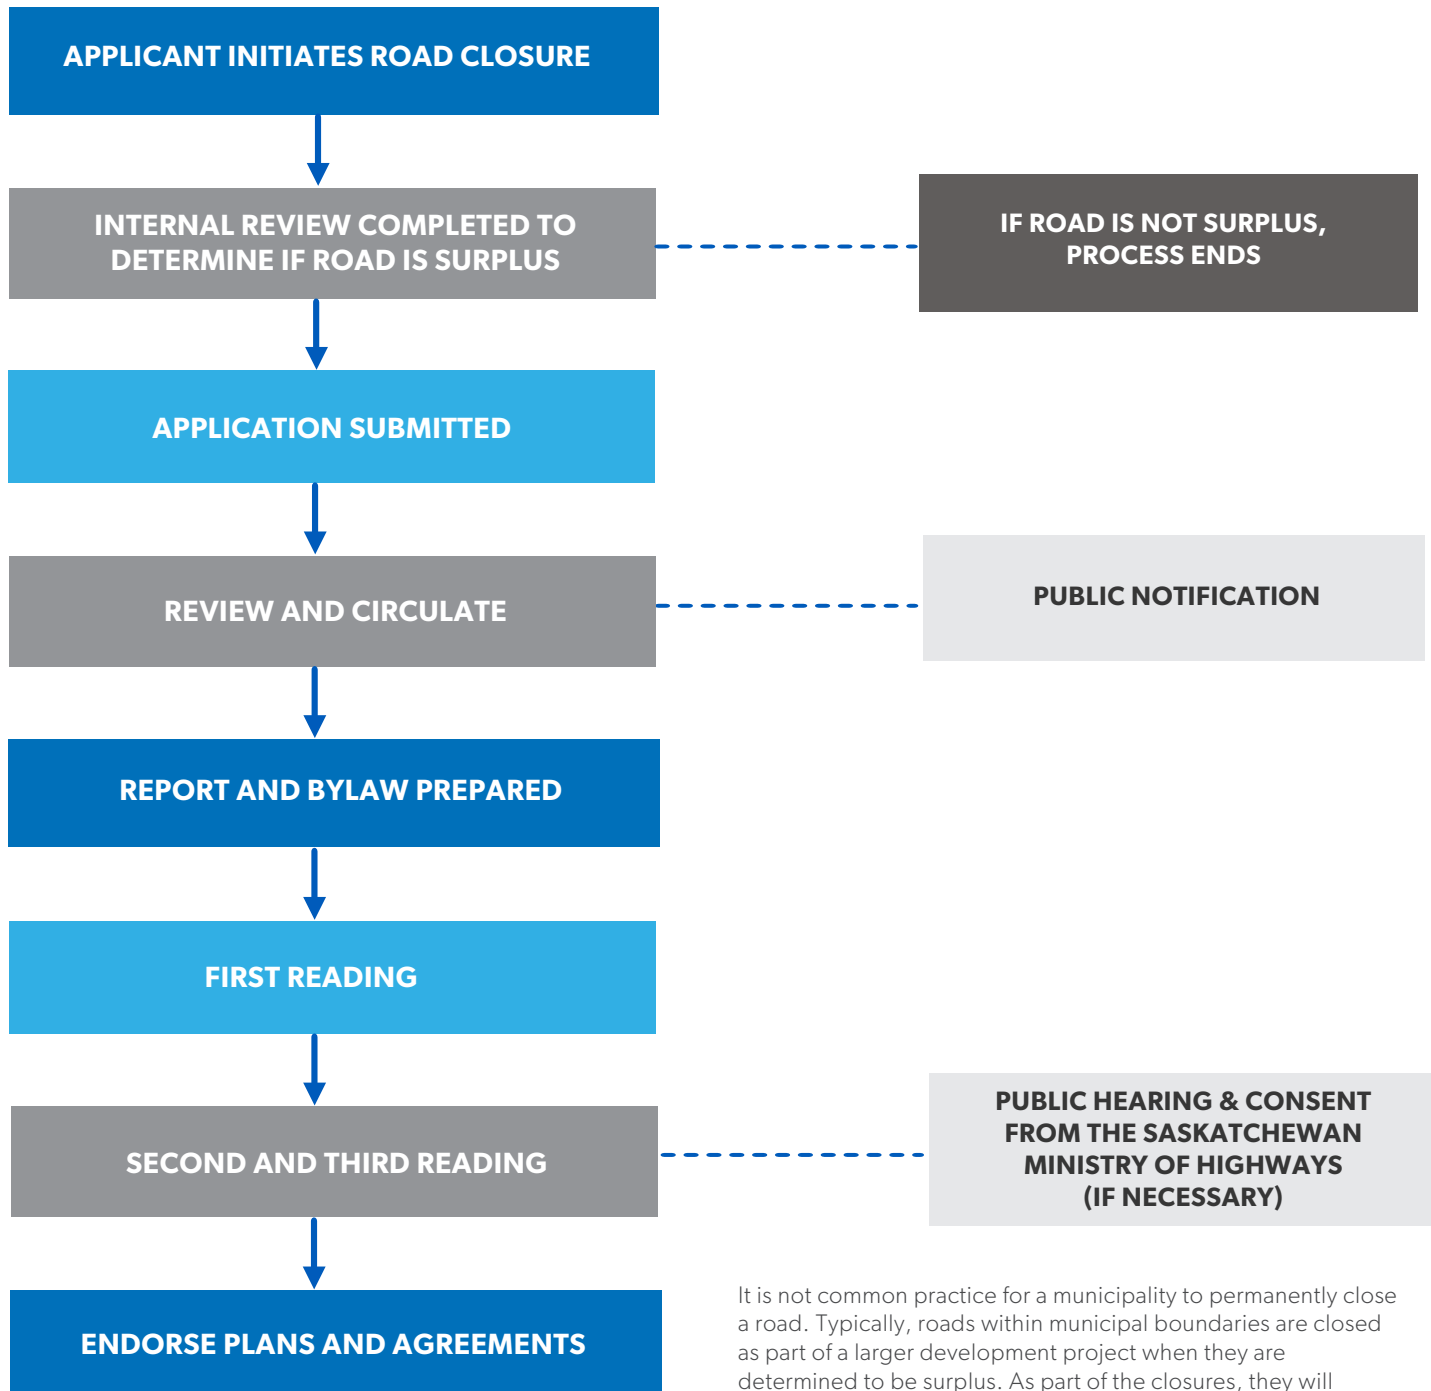 APPLICANT INITIATES ROAD CLOSURE
INTERNAL REVIEW COMPLETED TO
DETERMINE IF ROAD IS SURPLUS
IF ROAD IS NOT SURPLUS,
PROCESS ENDS
APPLICATION SUBMITTED
REVIEW AND CIRCULATE
PUBLIC NOTIFICATION
REPORT AND BYLAW PREPARED
FIRST READING
SECOND AND THIRD READING
PUBLIC HEARING & CONSENT
FROM THE SASKATCHEWAN
MINISTRY OF HIGHWAYS
(IF NECESSARY)
ENDORSE PLANS AND AGREEMENTS
It is not common practice for a municipality to permanently close
a road. Typically, roads within municipal boundaries are closed
as part of a larger development project when they are
determined to be surplus. As part of the closures, they will